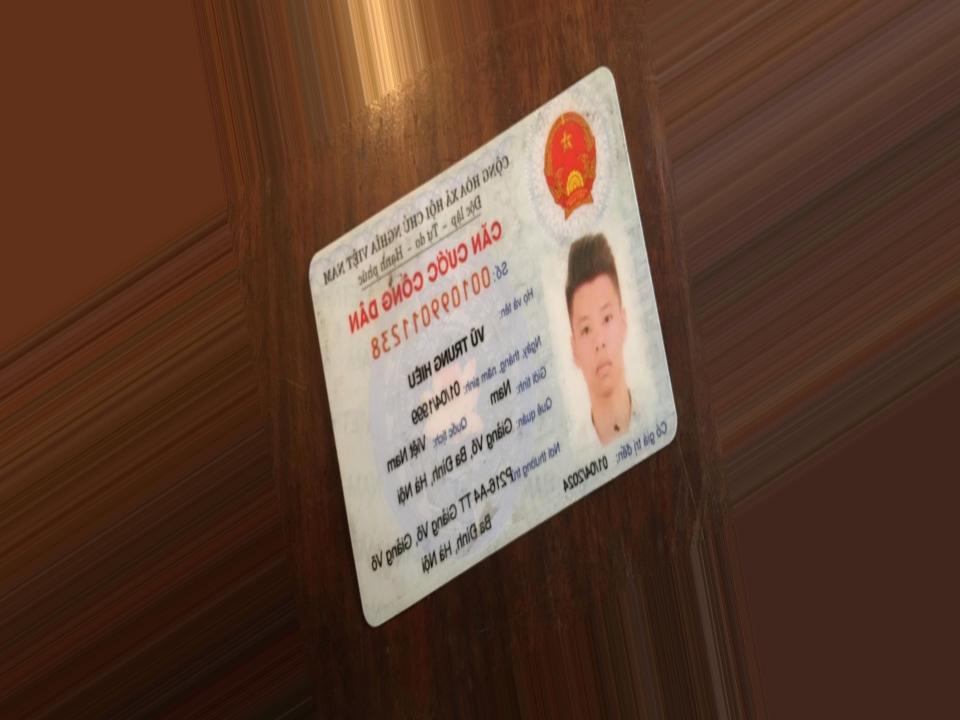 CỘNG HÒA XÃ HỘI CHỦ NGHĨA VIỆT NAM
Độc lập - Tự do - Hạnh phúc
CĂN CƯỚC CÔNG DÂN
Số: 001099011238
Họ và tên:
VŨ TRUNG HIẾU
Ngày, tháng, năm sinh: 01/04/1999
Giới tính: Nam Quốc tịch: Việt Nam
Quê quán: Giảng Võ, Ba Đình, Hà Nội
Nơi thường trú: P216-A4 TT Giảng Võ, Giảng Võ
Ba Đình, Hà Nội
Có giá trị đến: 01/04/2024